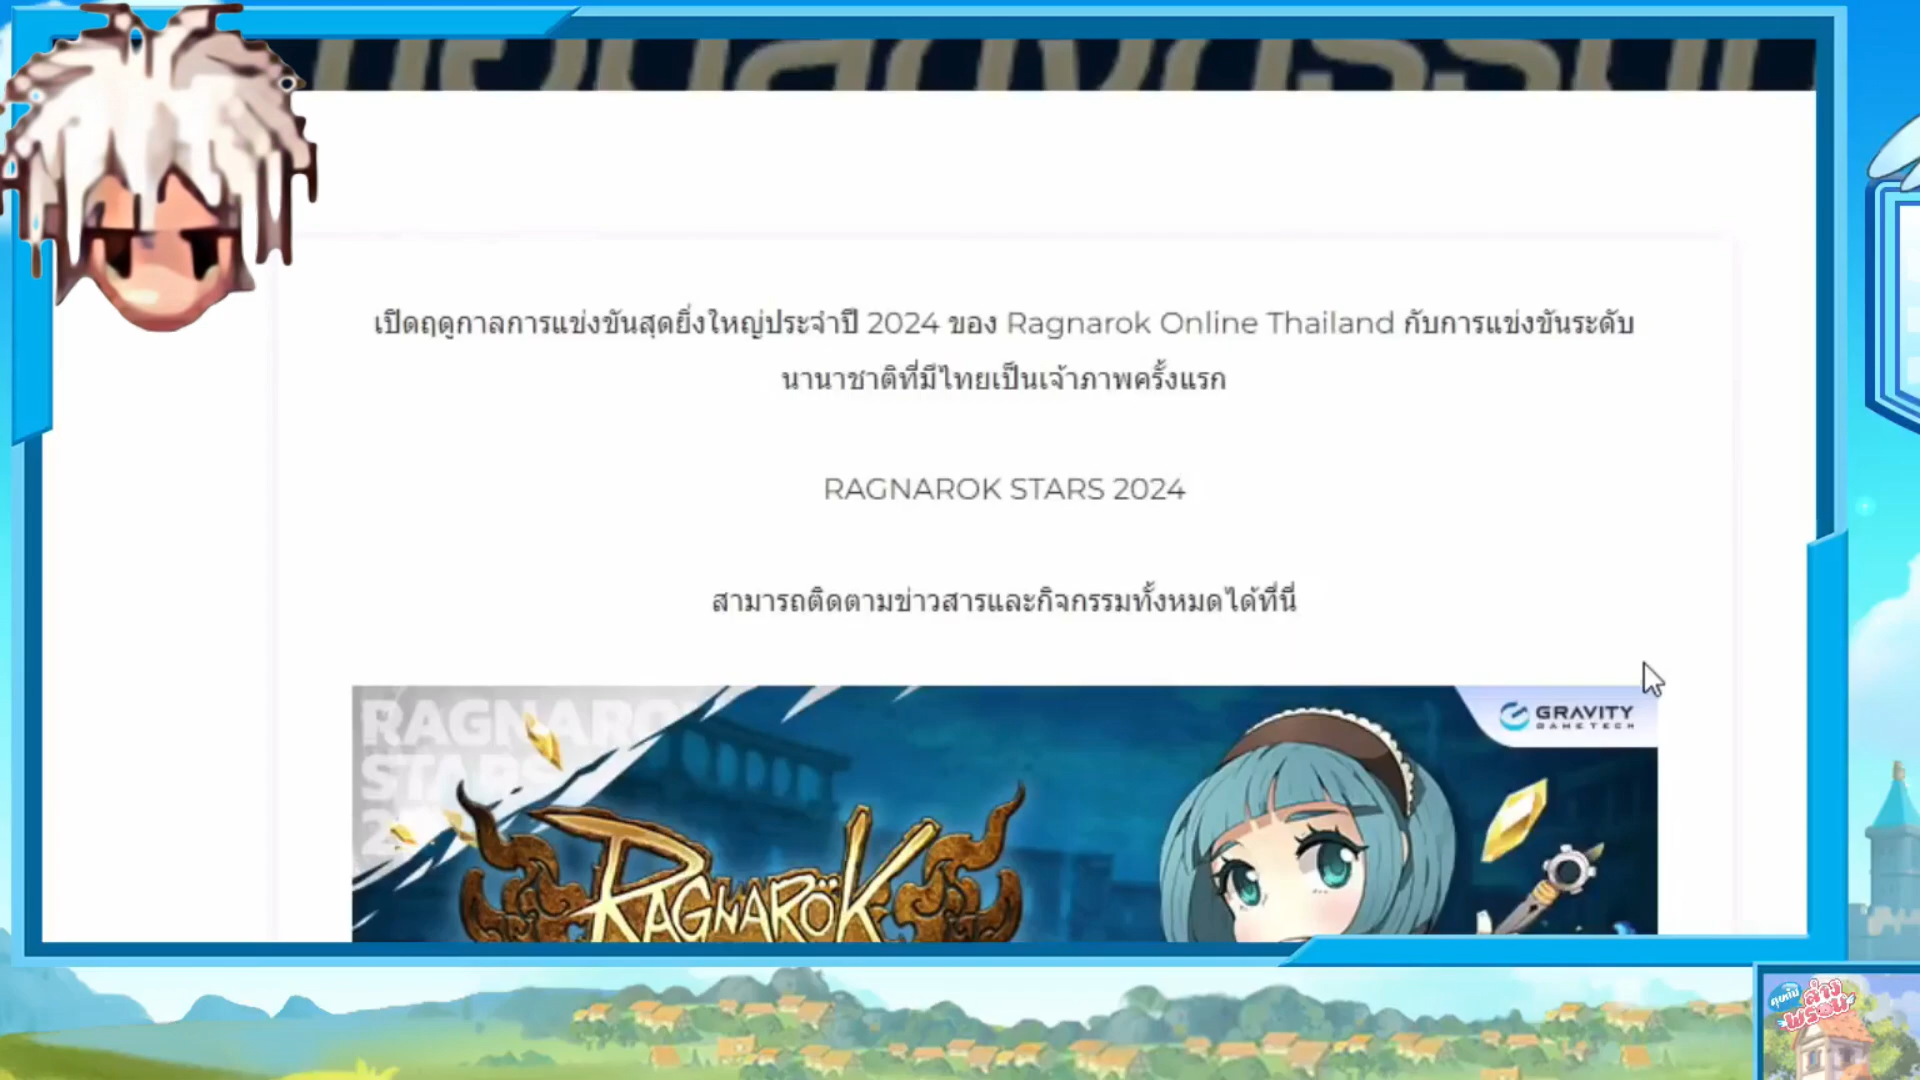 เปิดฤดูกาลการแข่งขันสุดยิ่งใหญ่ประจำปี 2024 ของ Ragnarok Online Thailand กับการแข่งขันระดับ
นานาชาติที่มีไทยเป็นเจ้าภาพครั้งแรก
RAGNAROK STARS 2024
สามารถติดตามข่าวสารและกิจกรรมทั้งหมดได้ที่นี่
RAGNARO
STARS
GRAVITY
GAMETECH
RAGNARÖK